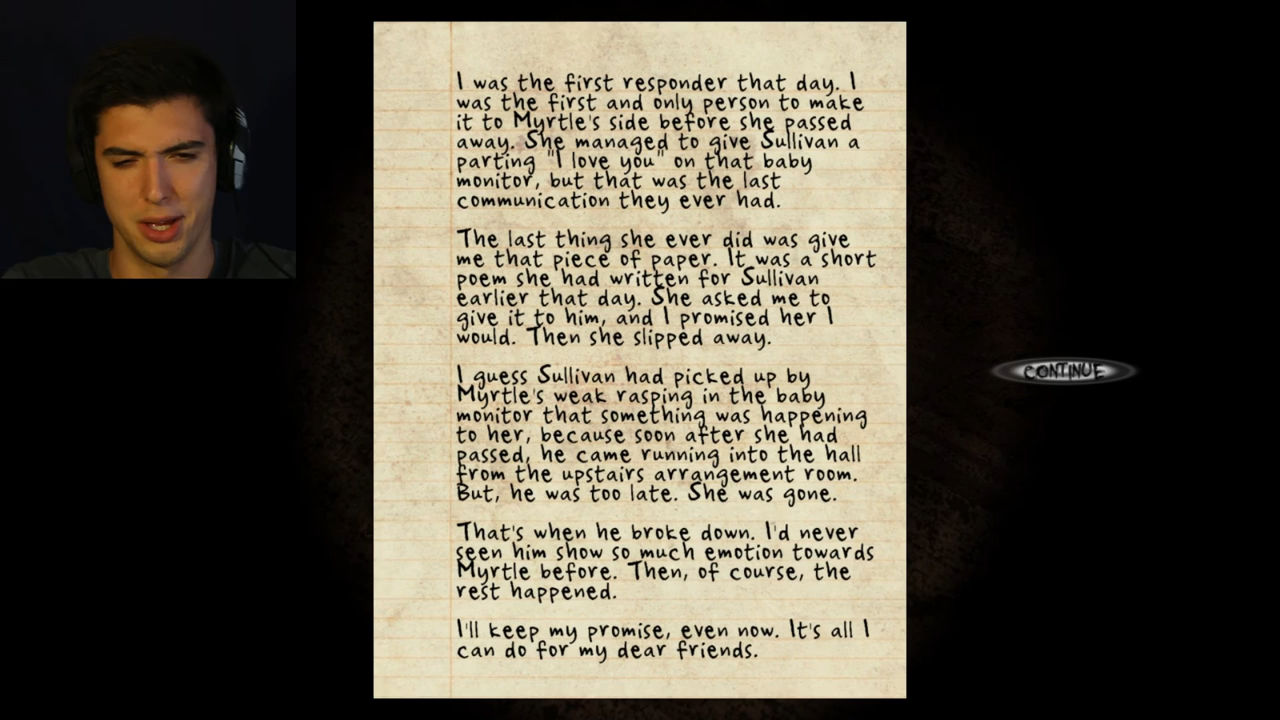 I was the first responder that day. I
was the first and only person to make
it to Myrtle's side before she passed
away. She managed to give Sullivan a
parting "I love you" on that baby
monitor, but that was the last
communication they ever had.
The last thing she ever did was give
me that piece of paper. It was a short
poem she had written for Sullivan
earlier that day. She asked me to
give it to him, and I promised her I
would. Then she slipped away.
I guess Sullivan had picked up by
Myrtle's weak rasping in the baby
monitor that something was happening
to her, because soon after she had
passed, he came running into the hall
from the upstairs arrangement room.
But, he was too late. She was gone.
That's when he broke down. I'd never
seen him show so much emotion towards
Myrtle before. Then, of course, the
rest happened.
I'll keep my promise, even now. It's all I
can do for my dear friends.
CONTINUE